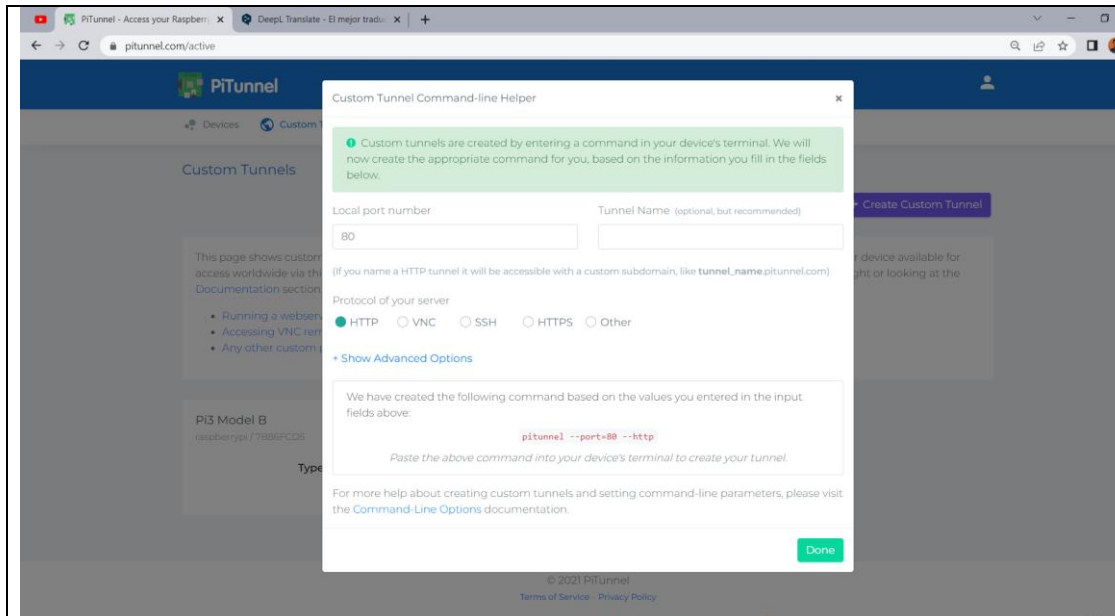 PiTunnel - Access your Raspberr
DeepL Translate - El mejor tradu
pitunnel.com/active
PiTunnel
Devices Custom T
Custom Tunnels
+ Create Custom Tunnel
This page shows custom
access worldwide via thi
Documentation section
Running a webserv
Accessing VNC rem
Any other custom p
r device available for
ght or looking at the
Pi3 Model B
raspberrypi /
Type
Custom Tunnel Command-line Helper
Custom tunnels are created by entering a command in your device's terminal. We will
now create the appropriate command for you, based on the information you fill in the fields
below.
Local port number
Tunnel Name (optional, but recommended)
80
(If you name a HTTP tunnel it will be accessible with a custom subdomain, like tunnel_name.pitunnel.com)
Protocol of your server
HTTP VNC SSH HTTPS Other
+ Show Advanced Options
We have created the following command based on the values you entered in the input
fields above:
pitunnel --port=80 --http
Paste the above command into your device's terminal to create your tunnel.
For more help about creating custom tunnels and setting command-line parameters, please visit
the Command-Line Options documentation.
Done
© 2021 PiTunnel
Terms of Service - Privacy Policy